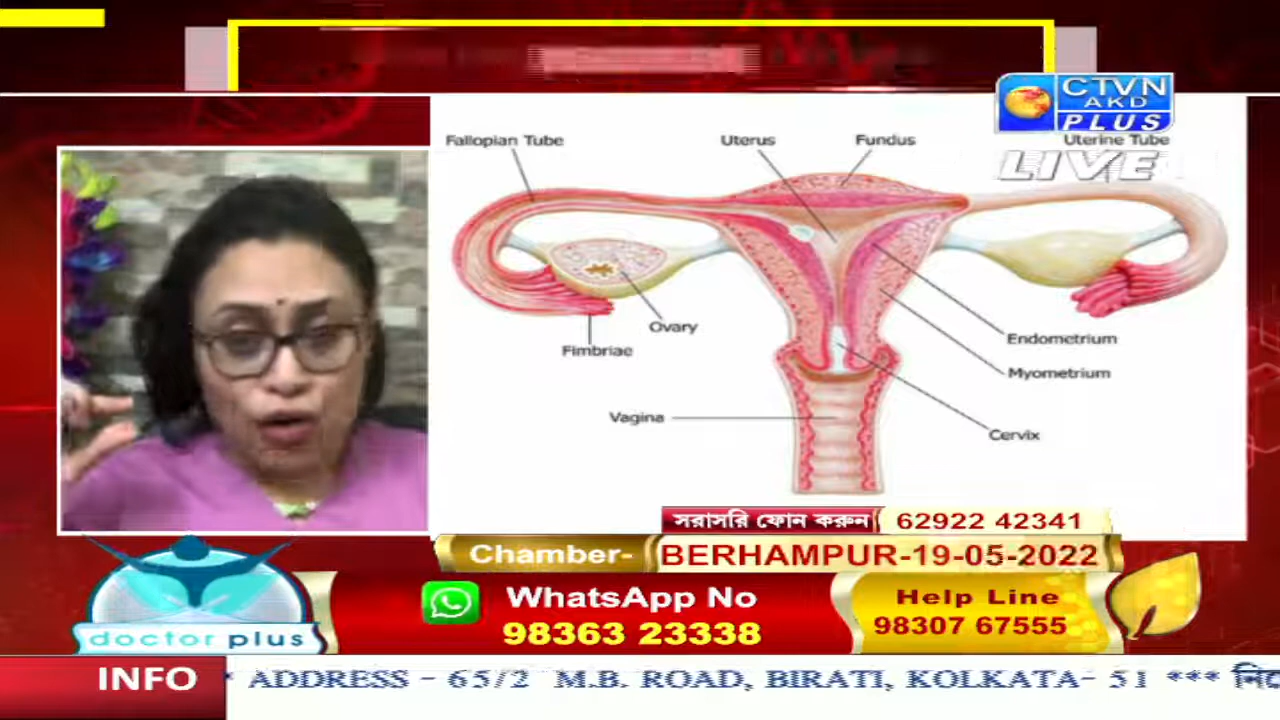 CTVN
AKD
PLUS
LIVE
Fallopian Tube
Uterus
Fundus
Uterine Tube
Ovary
Fimbriae
Endometrium
Myometrium
Vagina
Cervix
সরাসরি ফোন করুন 62922 42341
Chamber- BERHAMPUR-19-05-2022
WhatsApp No
98363 23338
Help Line
98307 67555
doctor plus
INFO * ADDRESS - 65/2 M.B. ROAD, BIRATI, KOLKATA- 51 ***